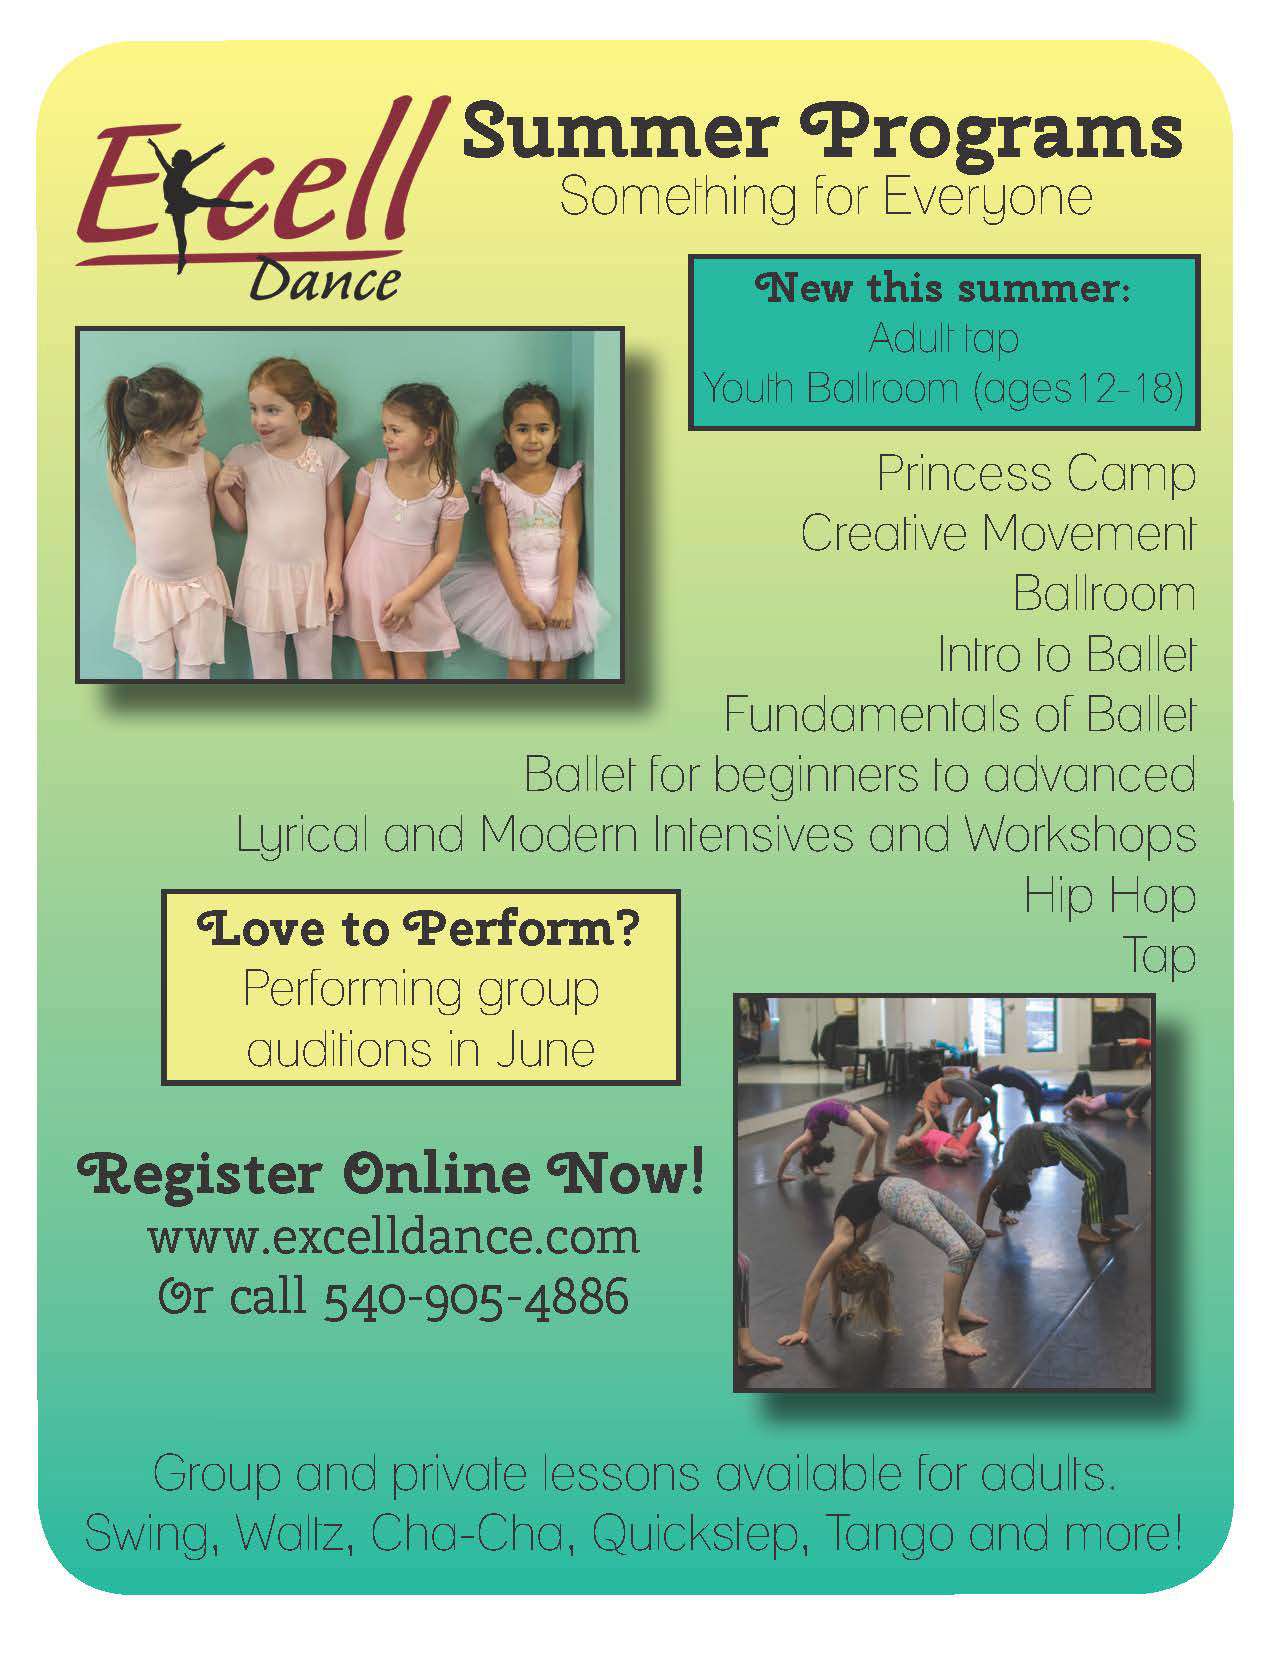 Excell
Dance
Summer Programs
Something for Everyone
New this summer:
Adult tap
Youth Ballroom (ages12-18)
Princess Camp
Creative Movement
Ballroom
Intro to Ballet
Fundamentals of Ballet
Ballet for beginners to advanced
Lyrical and Modern Intensives and Workshops
Hip Hop
Tap
Love to Perform?
Performing group
auditions in June
Register Online Now!
www.excelldance.com
Or call 540-905-4886
Group and private lessons available for adults.
Swing, Waltz, Cha-Cha, Quickstep, Tango and more!